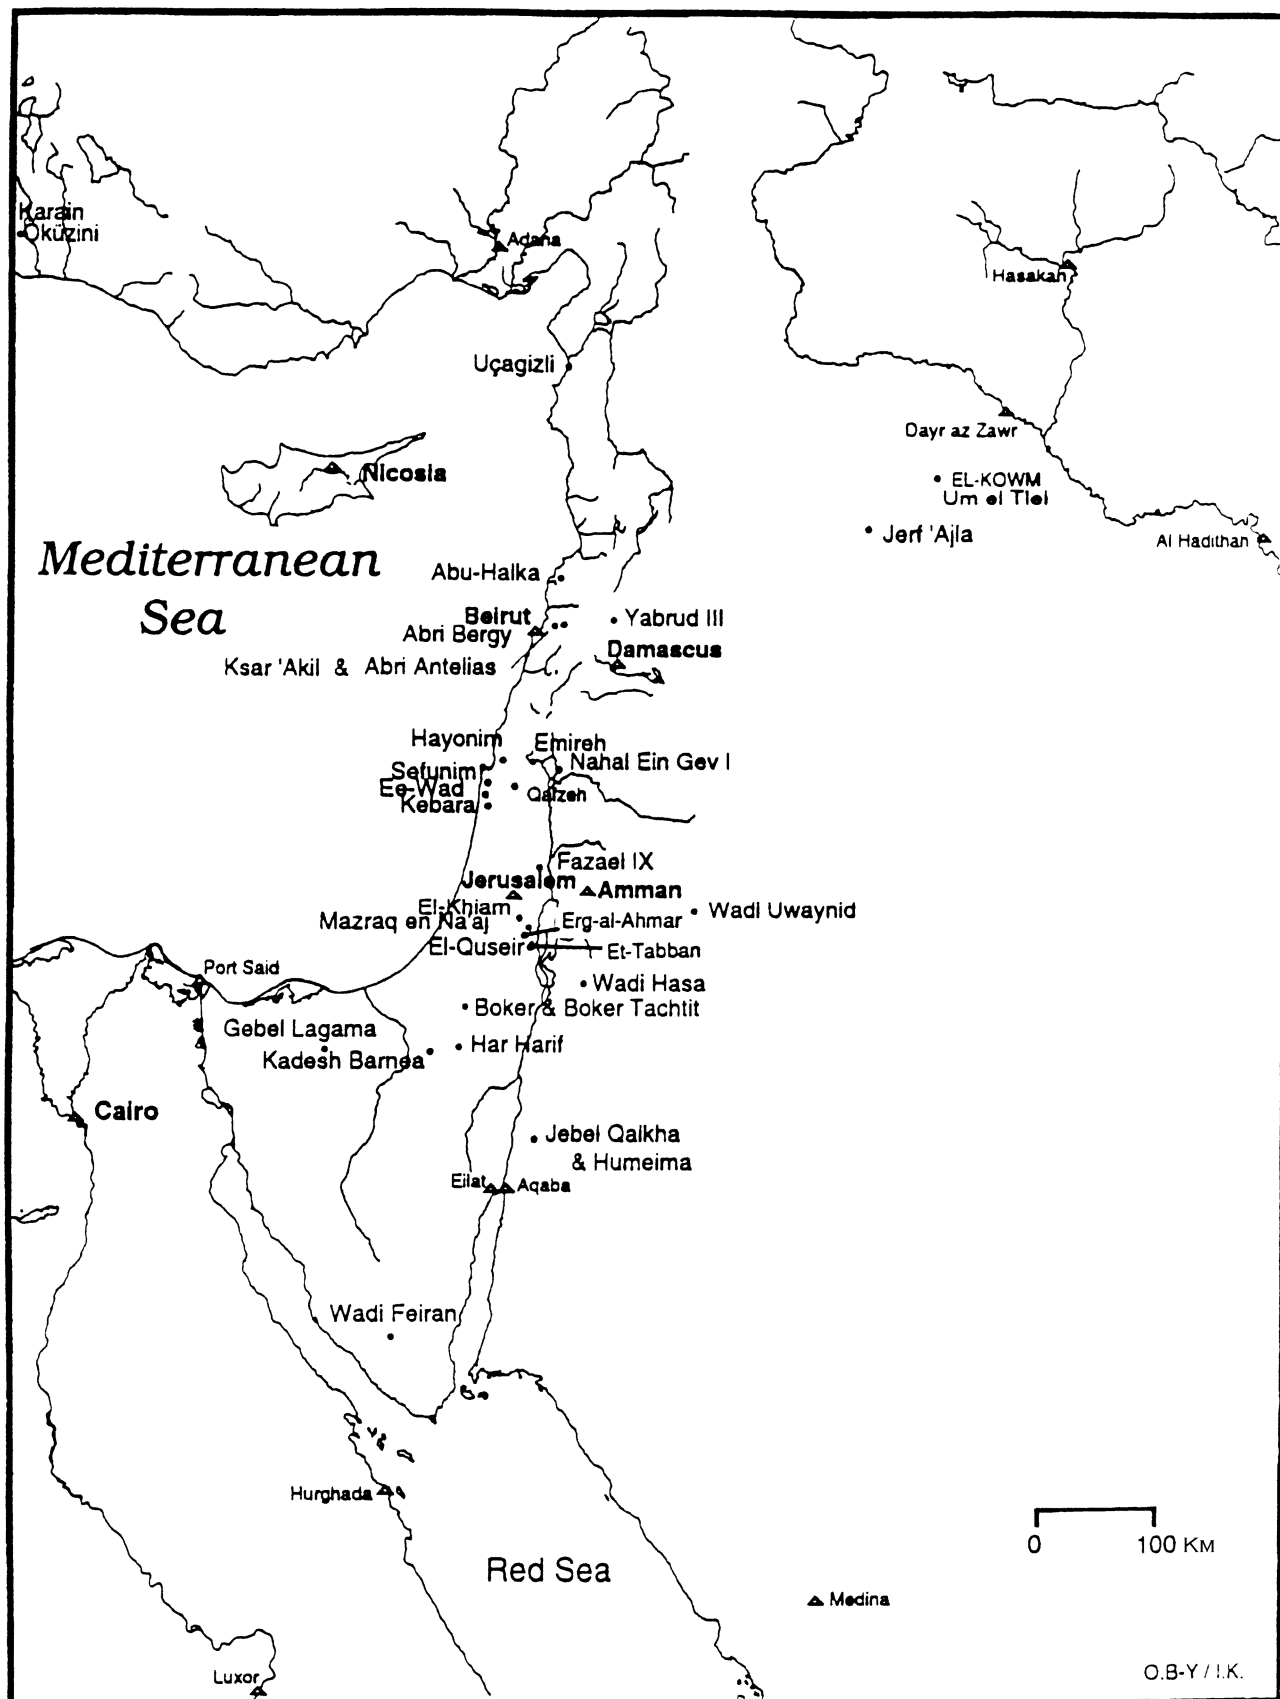 Karain
Oküzini
Adana
Hasakah
Uçagizli
Dayr az Zawr
Nicosia
EL-KOWM
Um el Tlel
Jerf 'Ajla
Al Hadithah
Mediterranean
Sea
Abu-Halka
Beirut
Yabrud III
Abri Bergy
Damascus
Ksar 'Akil & Abri Antelias
Hayonim
Emireh
Nahal Ein Gev I
Sefunim
Ee-Wad
Qafzeh
Kebara
Fazael IX
Jerusalem
Amman
El-Khiam
Wadi Uwaynid
Mazraq en Na'aj
Erg-al-Ahmar
El-Quseir
Et-Tabban
Port Said
Wadi Hasa
Boker & Boker Tachtit
Gebel Lagama
Har Harif
Kadesh Barnea
Cairo
Jebel Qalkha
& Humeima
Eilat
Aqaba
Wadi Feiran
Hurghada
0 100 KM
Red Sea
Medina
Luxor
O.B-Y / I.K.